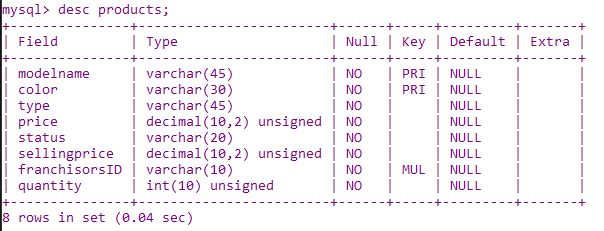 mysql> desc products;
+--------------+------------------------+------+-----+---------+-------+
| Field        | Type                   | Null | Key | Default | Extra |
+--------------+------------------------+------+-----+---------+-------+
| modelname    | varchar(45)            | NO   | PRI | NULL    |       |
| color        | varchar(30)            | NO   | PRI | NULL    |       |
| type         | varchar(45)            | NO   |     | NULL    |       |
| price        | decimal(10,2) unsigned | NO   |     | NULL    |       |
| status       | varchar(20)            | NO   |     | NULL    |       |
| sellingprice | decimal(10,2) unsigned | NO   |     | NULL    |       |
| franchisorsID | varchar(10)            | NO   | MUL | NULL    |       |
| quantity     | int(10) unsigned       | NO   |     | NULL    |       |
+--------------+------------------------+------+-----+---------+-------+
8 rows in set (0.04 sec)